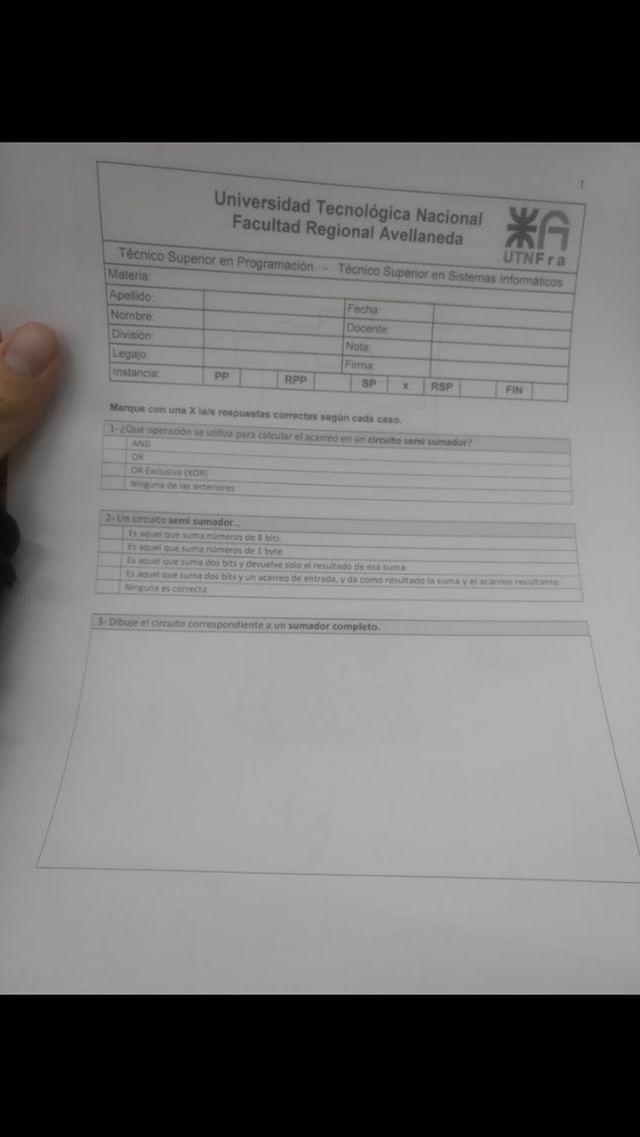 1
Universidad Tecnológica Nacional
Facultad Regional Avellaneda
UTNFra
Técnico Superior en Programación - Técnico Superior en Sistemas Informáticos
Materia:
Apellido: Fecha:
Nombre: Docente:
División: Nota:
Legajo: Firma:
Instancia: PP RPP SP x RSP FIN
Marque con una X la/s respuestas correctas según cada caso.
1- ¿Qué operación se utiliza para calcular el acarreo en un circuito semi sumador?
AND
OR
OR Exclusiva (XOR)
Ninguna de las anteriores
2- Un circuito semi sumador...
Es aquel que suma números de 8 bits.
Es aquel que suma números de 1 byte
Es aquel que suma dos bits y devuelve solo el resultado de esa suma.
Es aquel que suma dos bits y un acarreo de entrada, y da como resultado la suma y el acarreo resultante.
Ninguna es correcta
3- Dibuje el circuito correspondiente a un sumador completo.